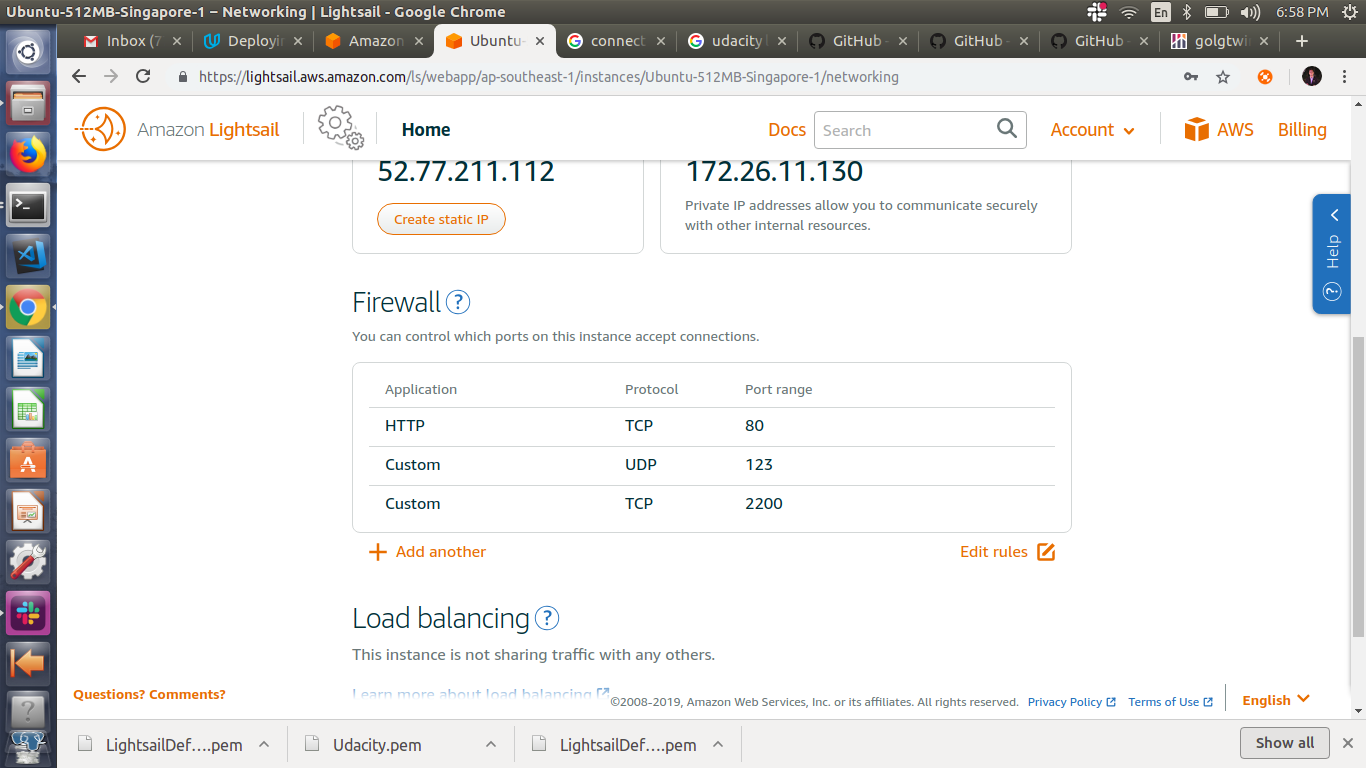 Ubuntu-512MB-Singapore-1 – Networking | Lightsail - Google Chrome
En
6:58 PM
Inbox (7
Deployin
Amazon
Ubuntu-
connect
udacity
GitHub -
GitHub -
GitHub -
golgtwi
https://lightsail.aws.amazon.com/ls/webapp/ap-southeast-1/instances/Ubuntu-512MB-Singapore-1/networking
Amazon Lightsail
Home
Docs
Search
Account
AWS
Billing
52.77.211.112
172.26.11.130
Create static IP
Private IP addresses allow you to communicate securely
with other internal resources.
Help
Firewall ?
You can control which ports on this instance accept connections.
Application Protocol Port range
HTTP TCP 80
Custom UDP 123
Custom TCP 2200
+ Add another
Edit rules
Load balancing ?
This instance is not sharing traffic with any others.
Learn more about load balancing
Questions? Comments?
©2008-2019, Amazon Web Services, Inc. or its affiliates. All rights reserved.
Privacy Policy
Terms of Use
English
LightsailDef….pem
Udacity.pem
LightsailDef….pem
Show all